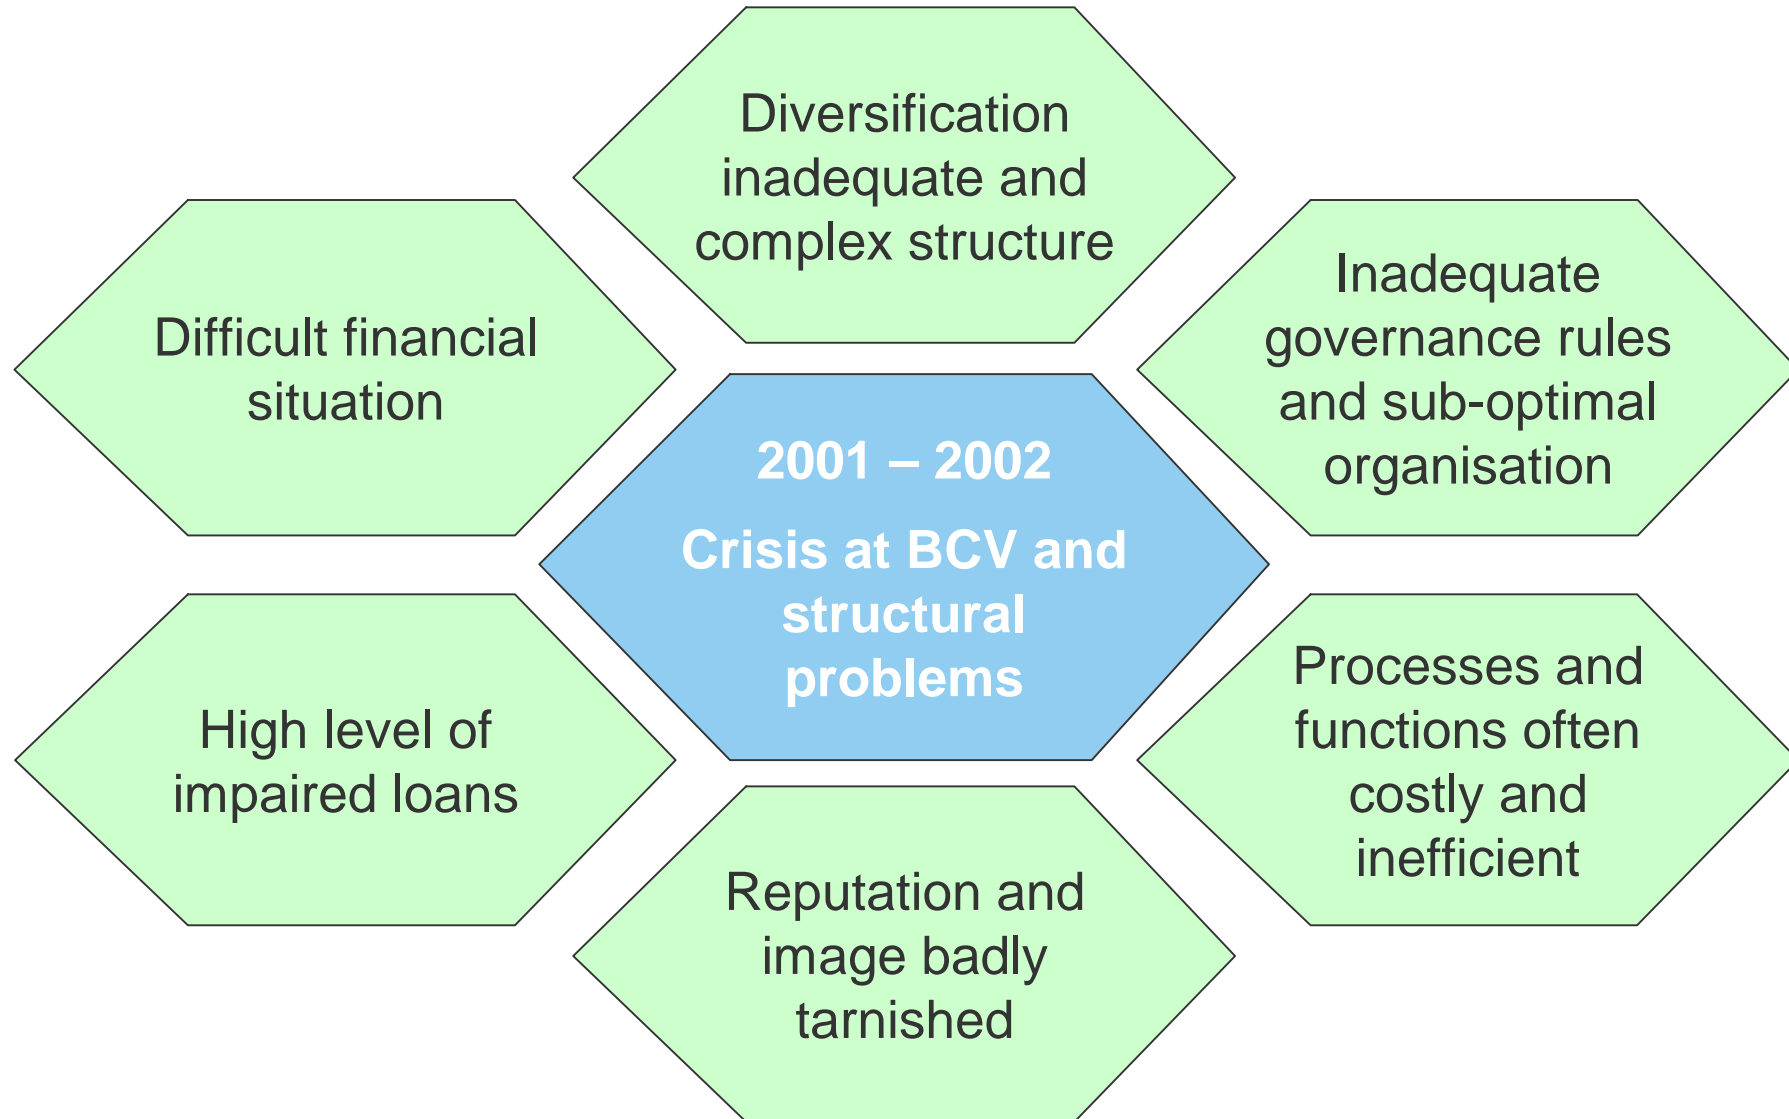 Diversification
inadequate and
complex structure
Difficult financial
situation
Inadequate
governance rules
and sub-optimal
organisation
2001 – 2002
Crisis at BCV and
structural
problems
High level of
impaired loans
Processes and
functions often
costly and
inefficient
Reputation and
image badly
tarnished